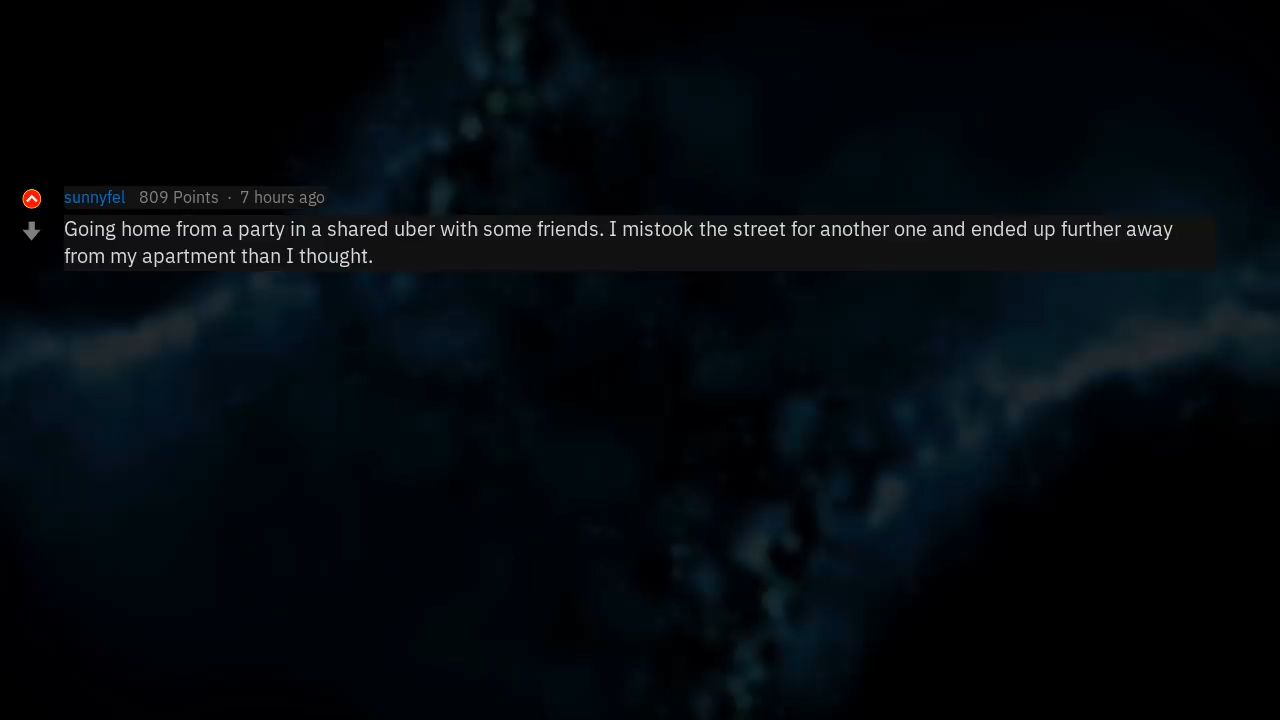 sunnyfel 809 Points · 7 hours ago
Going home from a party in a shared uber with some friends. I mistook the street for another one and ended up further away
from my apartment than I thought.